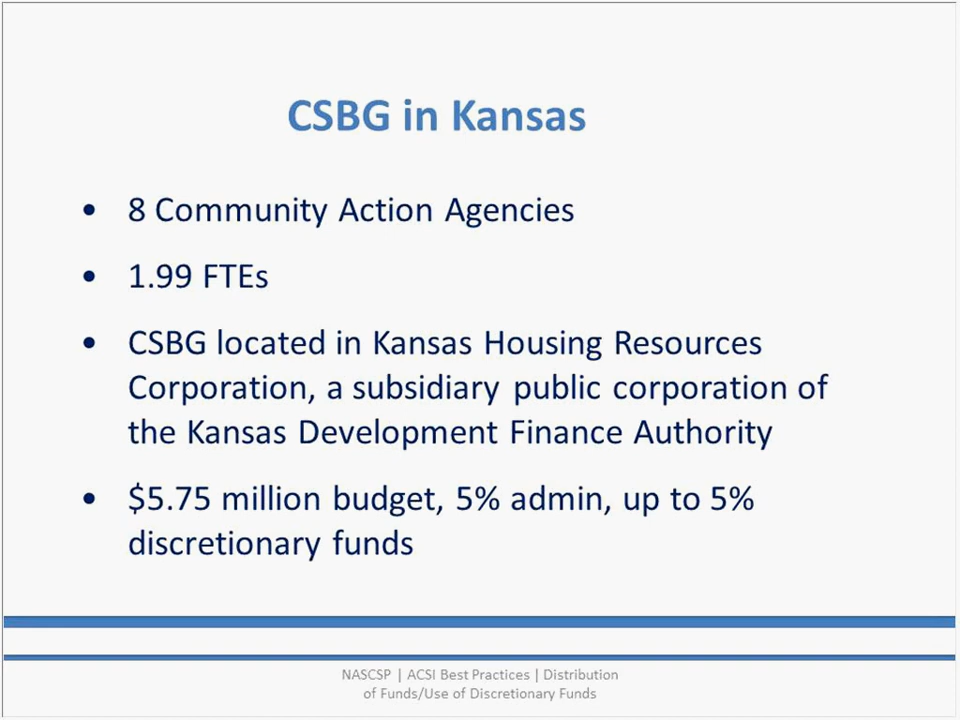 CSBG in Kansas
• 8 Community Action Agencies
• 1.99 FTEs
• CSBG located in Kansas Housing Resources
Corporation, a subsidiary public corporation of
the Kansas Development Finance Authority
• $5.75 million budget, 5% admin, up to 5%
discretionary funds
NASCSP | ACSI Best Practices | Distribution
of Funds/Use of Discretionary Funds